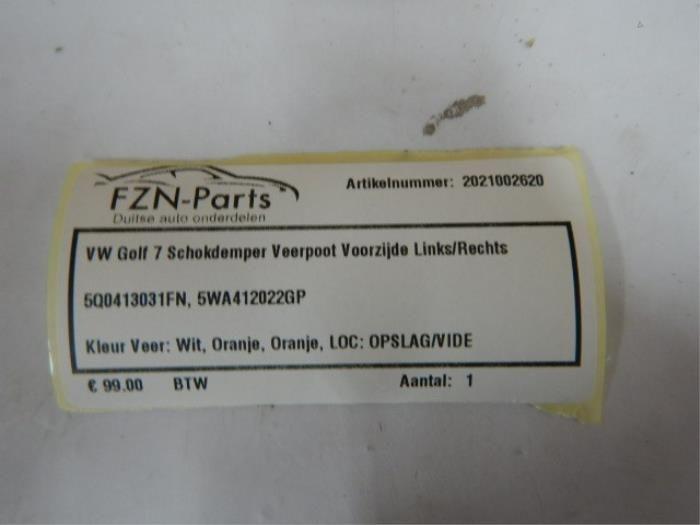 FZN-Parts
Duitse auto onderdelen
Artikelnummer: 2021002620
VW Golf 7 Schokdemper Veerpoot Voorzijde Links/Rechts
5Q0413031FN, 5WA412022GP
Kleur Veer: Wit, Oranje, Oranje, LOC: OPSLAG/VIDE
€ 99.00 BTW Aantal: 1